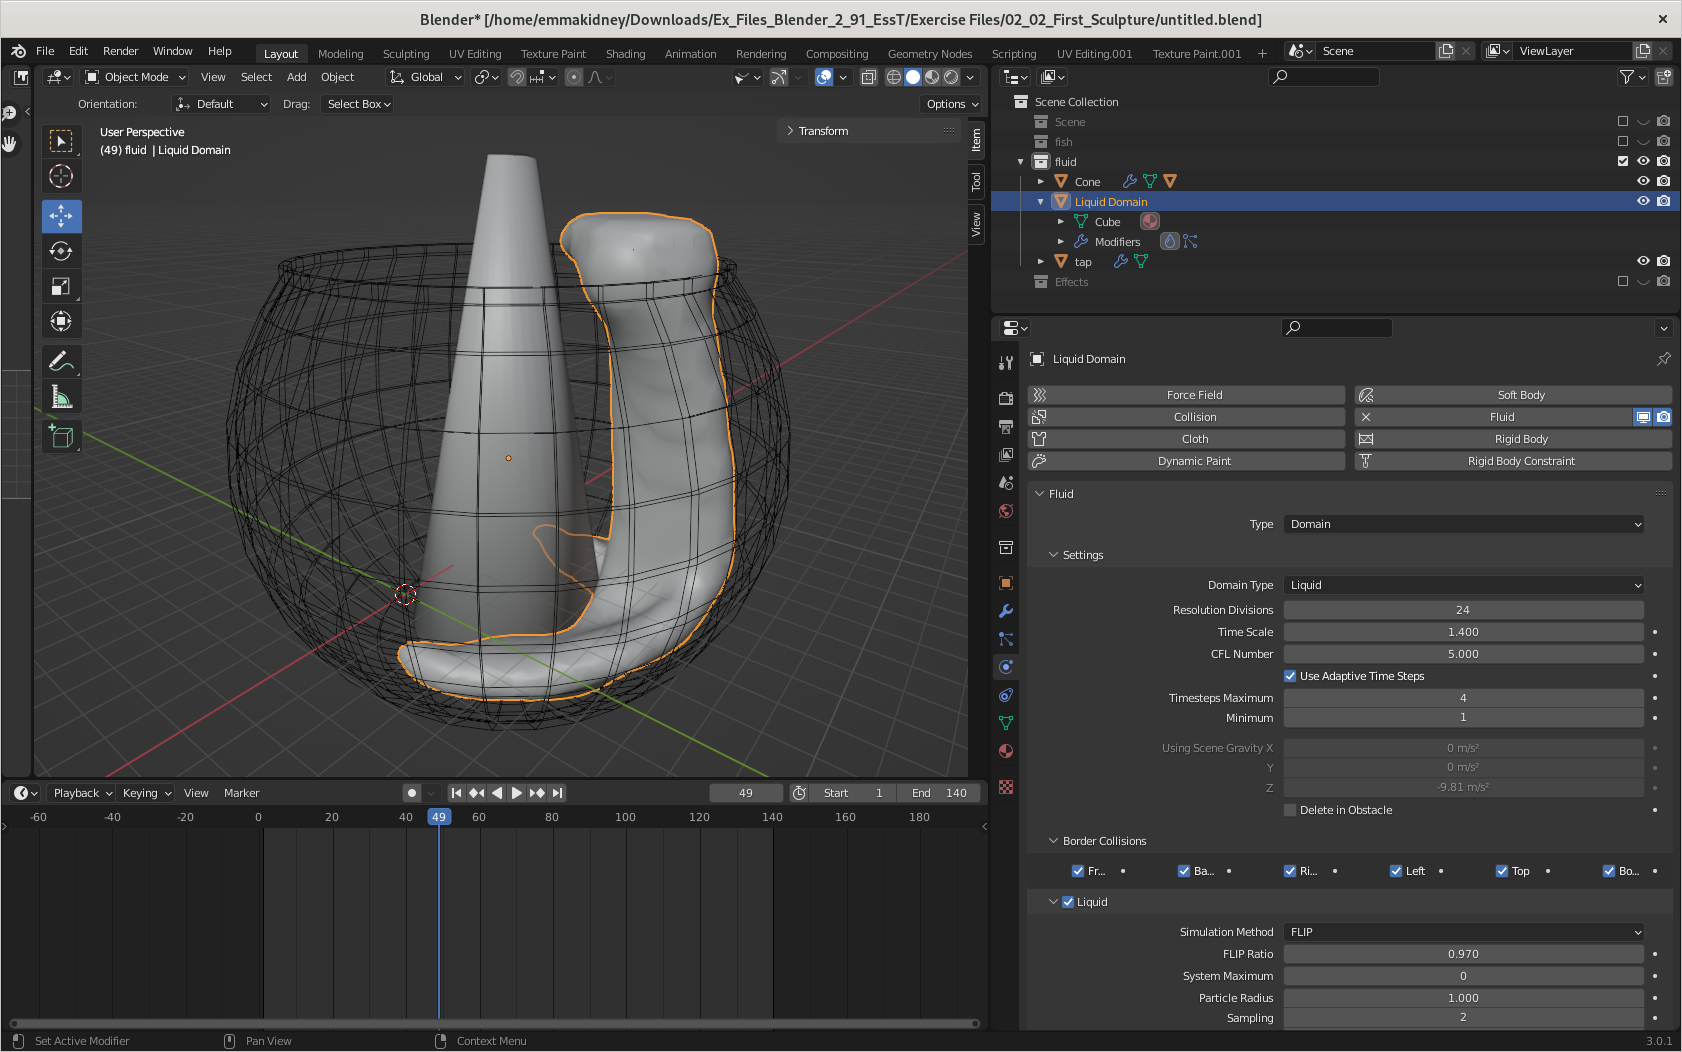 Blender* [/home/emmakidney/Downloads/Ex_Files_Blender_2_91_EssT/Exercise Files/02_02_First_Sculpture/untitled.blend]
File Edit Render Window Help Layout Modeling Sculpting UV Editing Texture Paint Shading Animation Rendering Compositing Geometry Nodes Scripting UV Editing.001 Texture Paint.001 + Scene ViewLayer
Object Mode View Select Add Object Global
Orientation: Default Drag: Select Box Options
User Perspective
(49) fluid | Liquid Domain
Transform
Item
Tool
View
Scene Collection
Scene
fish
fluid
Cone
Liquid Domain
Cube
Modifiers
tap
Effects
Liquid Domain
Force Field Soft Body
Collision Fluid
Cloth Rigid Body
Dynamic Paint Rigid Body Constraint
Fluid
Type Domain
Settings
Domain Type Liquid
Resolution Divisions 24
Time Scale 1.400
CFL Number 5.000
Use Adaptive Time Steps
Timesteps Maximum 4
Minimum 1
Using Scene Gravity X 0 m/s²
Y 0 m/s²
Z -9.81 m/s²
Delete in Obstacle
Border Collisions
Fr... Ba... Ri... Left Top Bo...
Liquid
Simulation Method FLIP
FLIP Ratio 0.970
System Maximum 0
Particle Radius 1.000
Sampling 2
Playback Keying View Marker 49 Start 1 End 140
-60 -40 -20 0 20 40 49 60 80 100 120 140 160 180
Set Active Modifier Pan View Context Menu 3.0.1